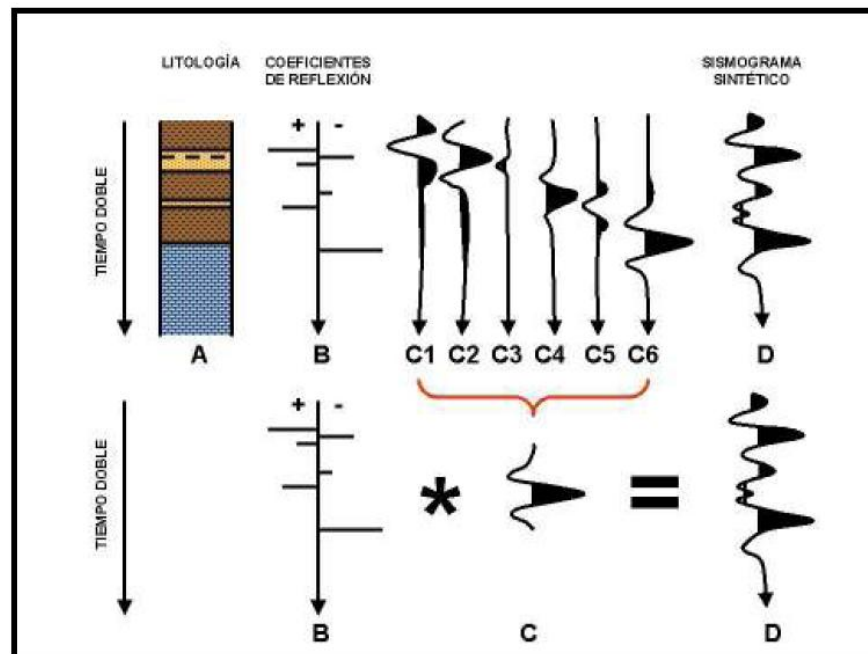 LITOLOGÍA
COEFICIENTES
DE REFLEXIÓN
SISMOGRAMA
SINTÉTICO
+ -
TIEMPO DOBLE
A B C1 C2 C3 C4 C5 C6 D
+ -
TIEMPO DOBLE
* =
B C D